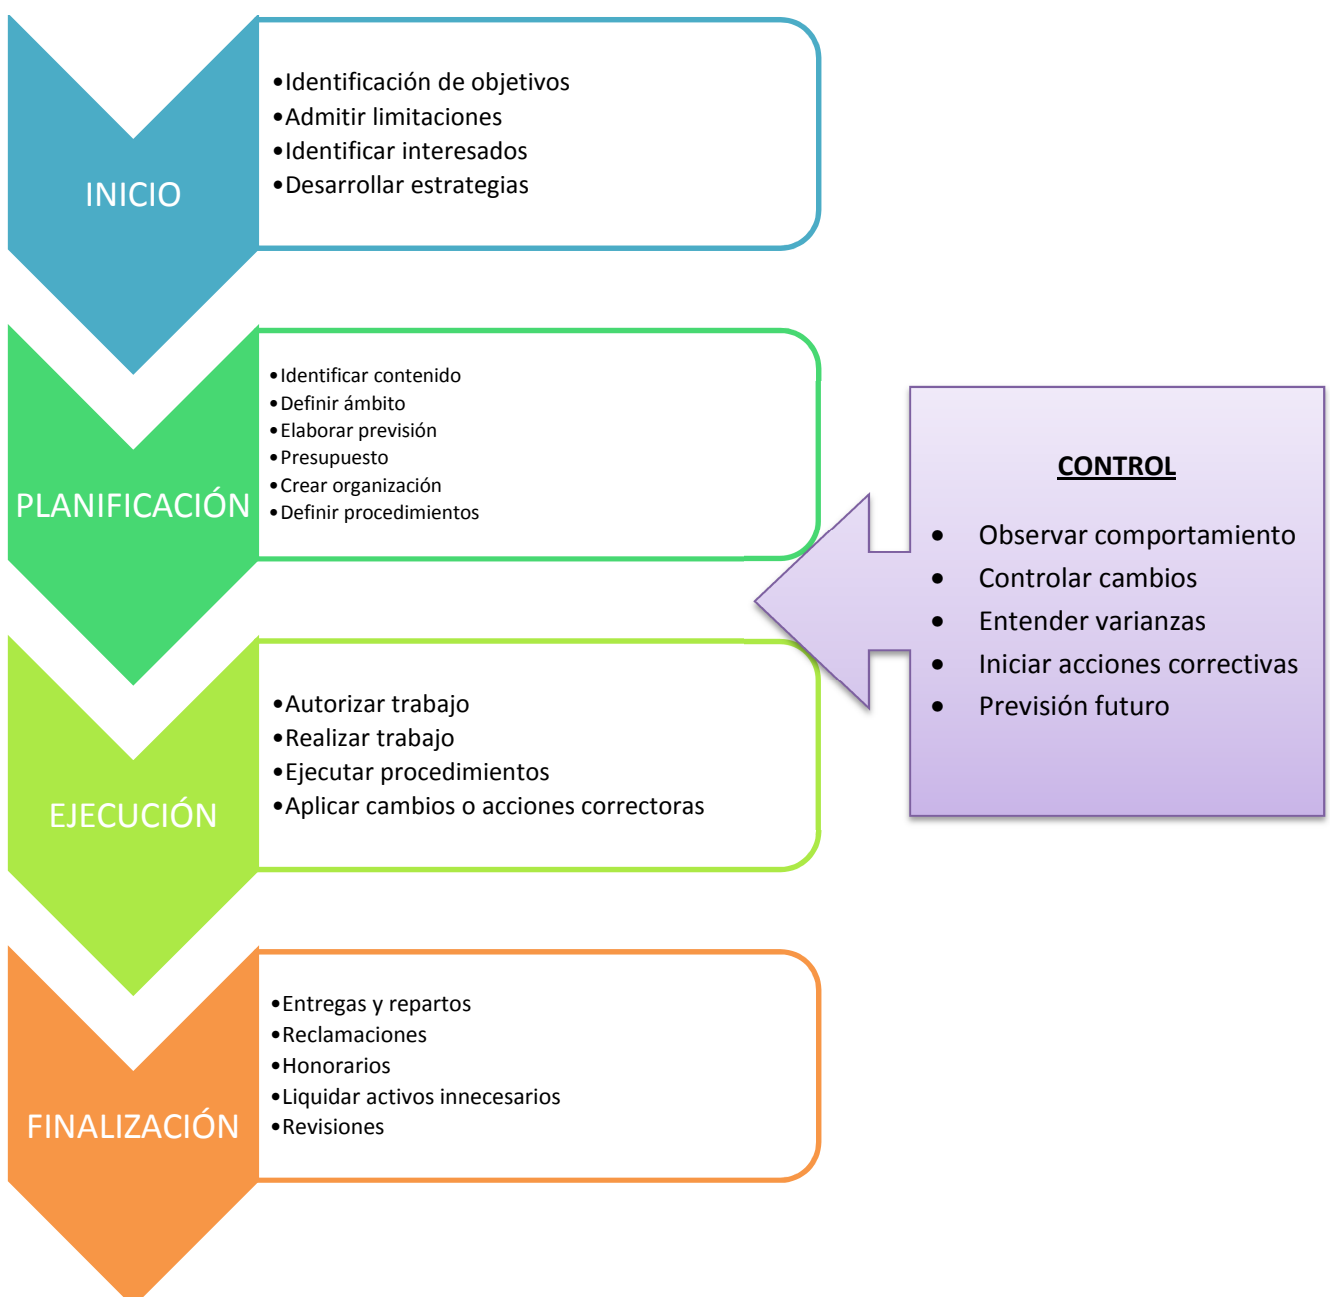 INICIO
•Identificación de objetivos
•Admitir limitaciones
•Identificar interesados
•Desarrollar estrategias
PLANIFICACIÓN
•Identificar contenido
•Definir ámbito
•Elaborar previsión
•Presupuesto
•Crear organización
•Definir procedimientos
EJECUCIÓN
•Autorizar trabajo
•Realizar trabajo
•Ejecutar procedimientos
•Aplicar cambios o acciones correctoras
FINALIZACIÓN
•Entregas y repartos
•Reclamaciones
•Honorarios
•Liquidar activos innecesarios
•Revisiones
CONTROL
• Observar comportamiento
• Controlar cambios
• Entender varianzas
• Iniciar acciones correctivas
• Previsión futuro